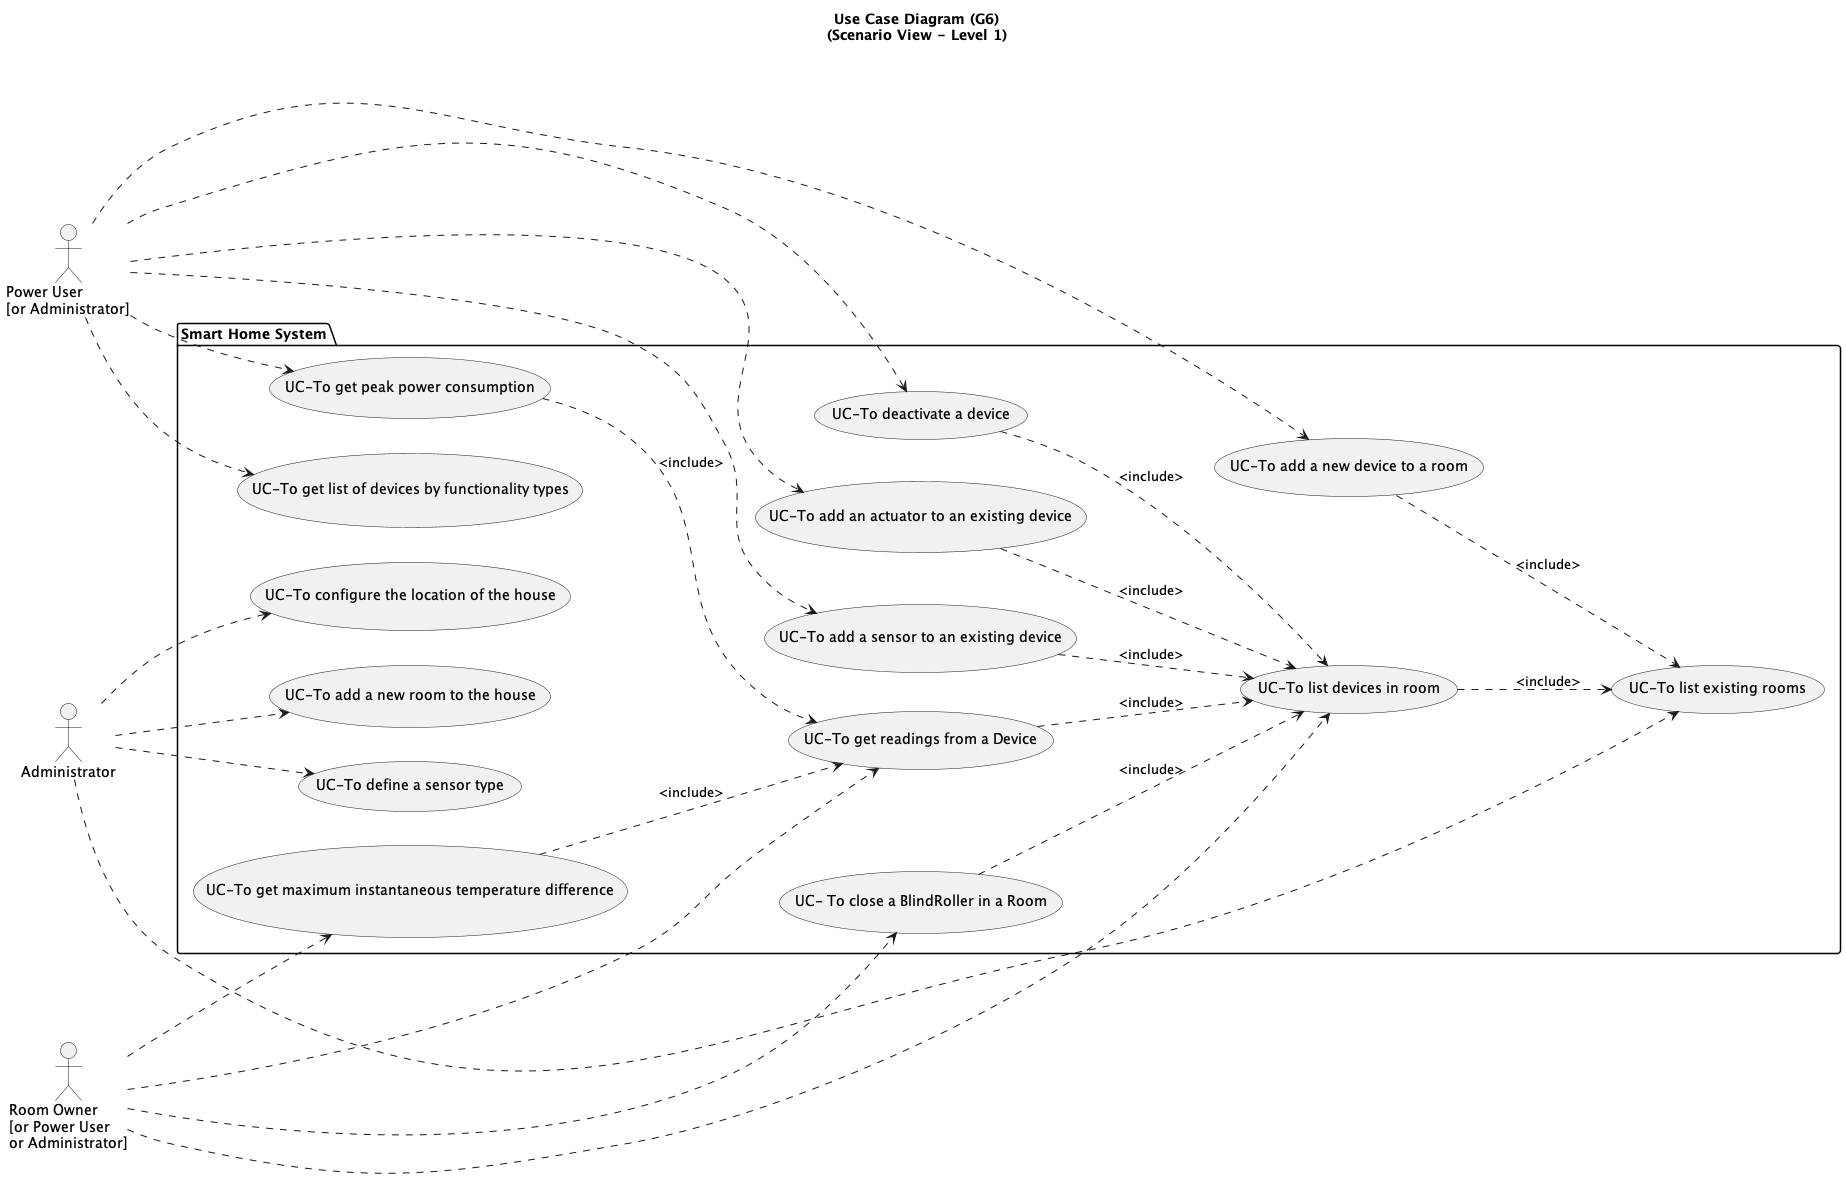 Use Case Diagram (G6)
(Scenario View - Level 1)
Power User
[or Administrator]
Smart Home System
UC-To get peak power consumption
UC-To deactivate a device
<include>
<include>
UC-To add a new device to a room
UC-To get list of devices by functionality types
UC-To add an actuator to an existing device
<include>
UC-To configure the location of the house
<include>
UC-To add a sensor to an existing device
<include>
UC-To list devices in room
<include>
UC-To list existing rooms
UC-To add a new room to the house
<include>
UC-To get readings from a Device
Administrator
<include>
UC-To define a sensor type
<include>
UC-To get maximum instantaneous temperature difference
UC- To close a BlindRoller in a Room
Room Owner
[or Power User
or Administrator]